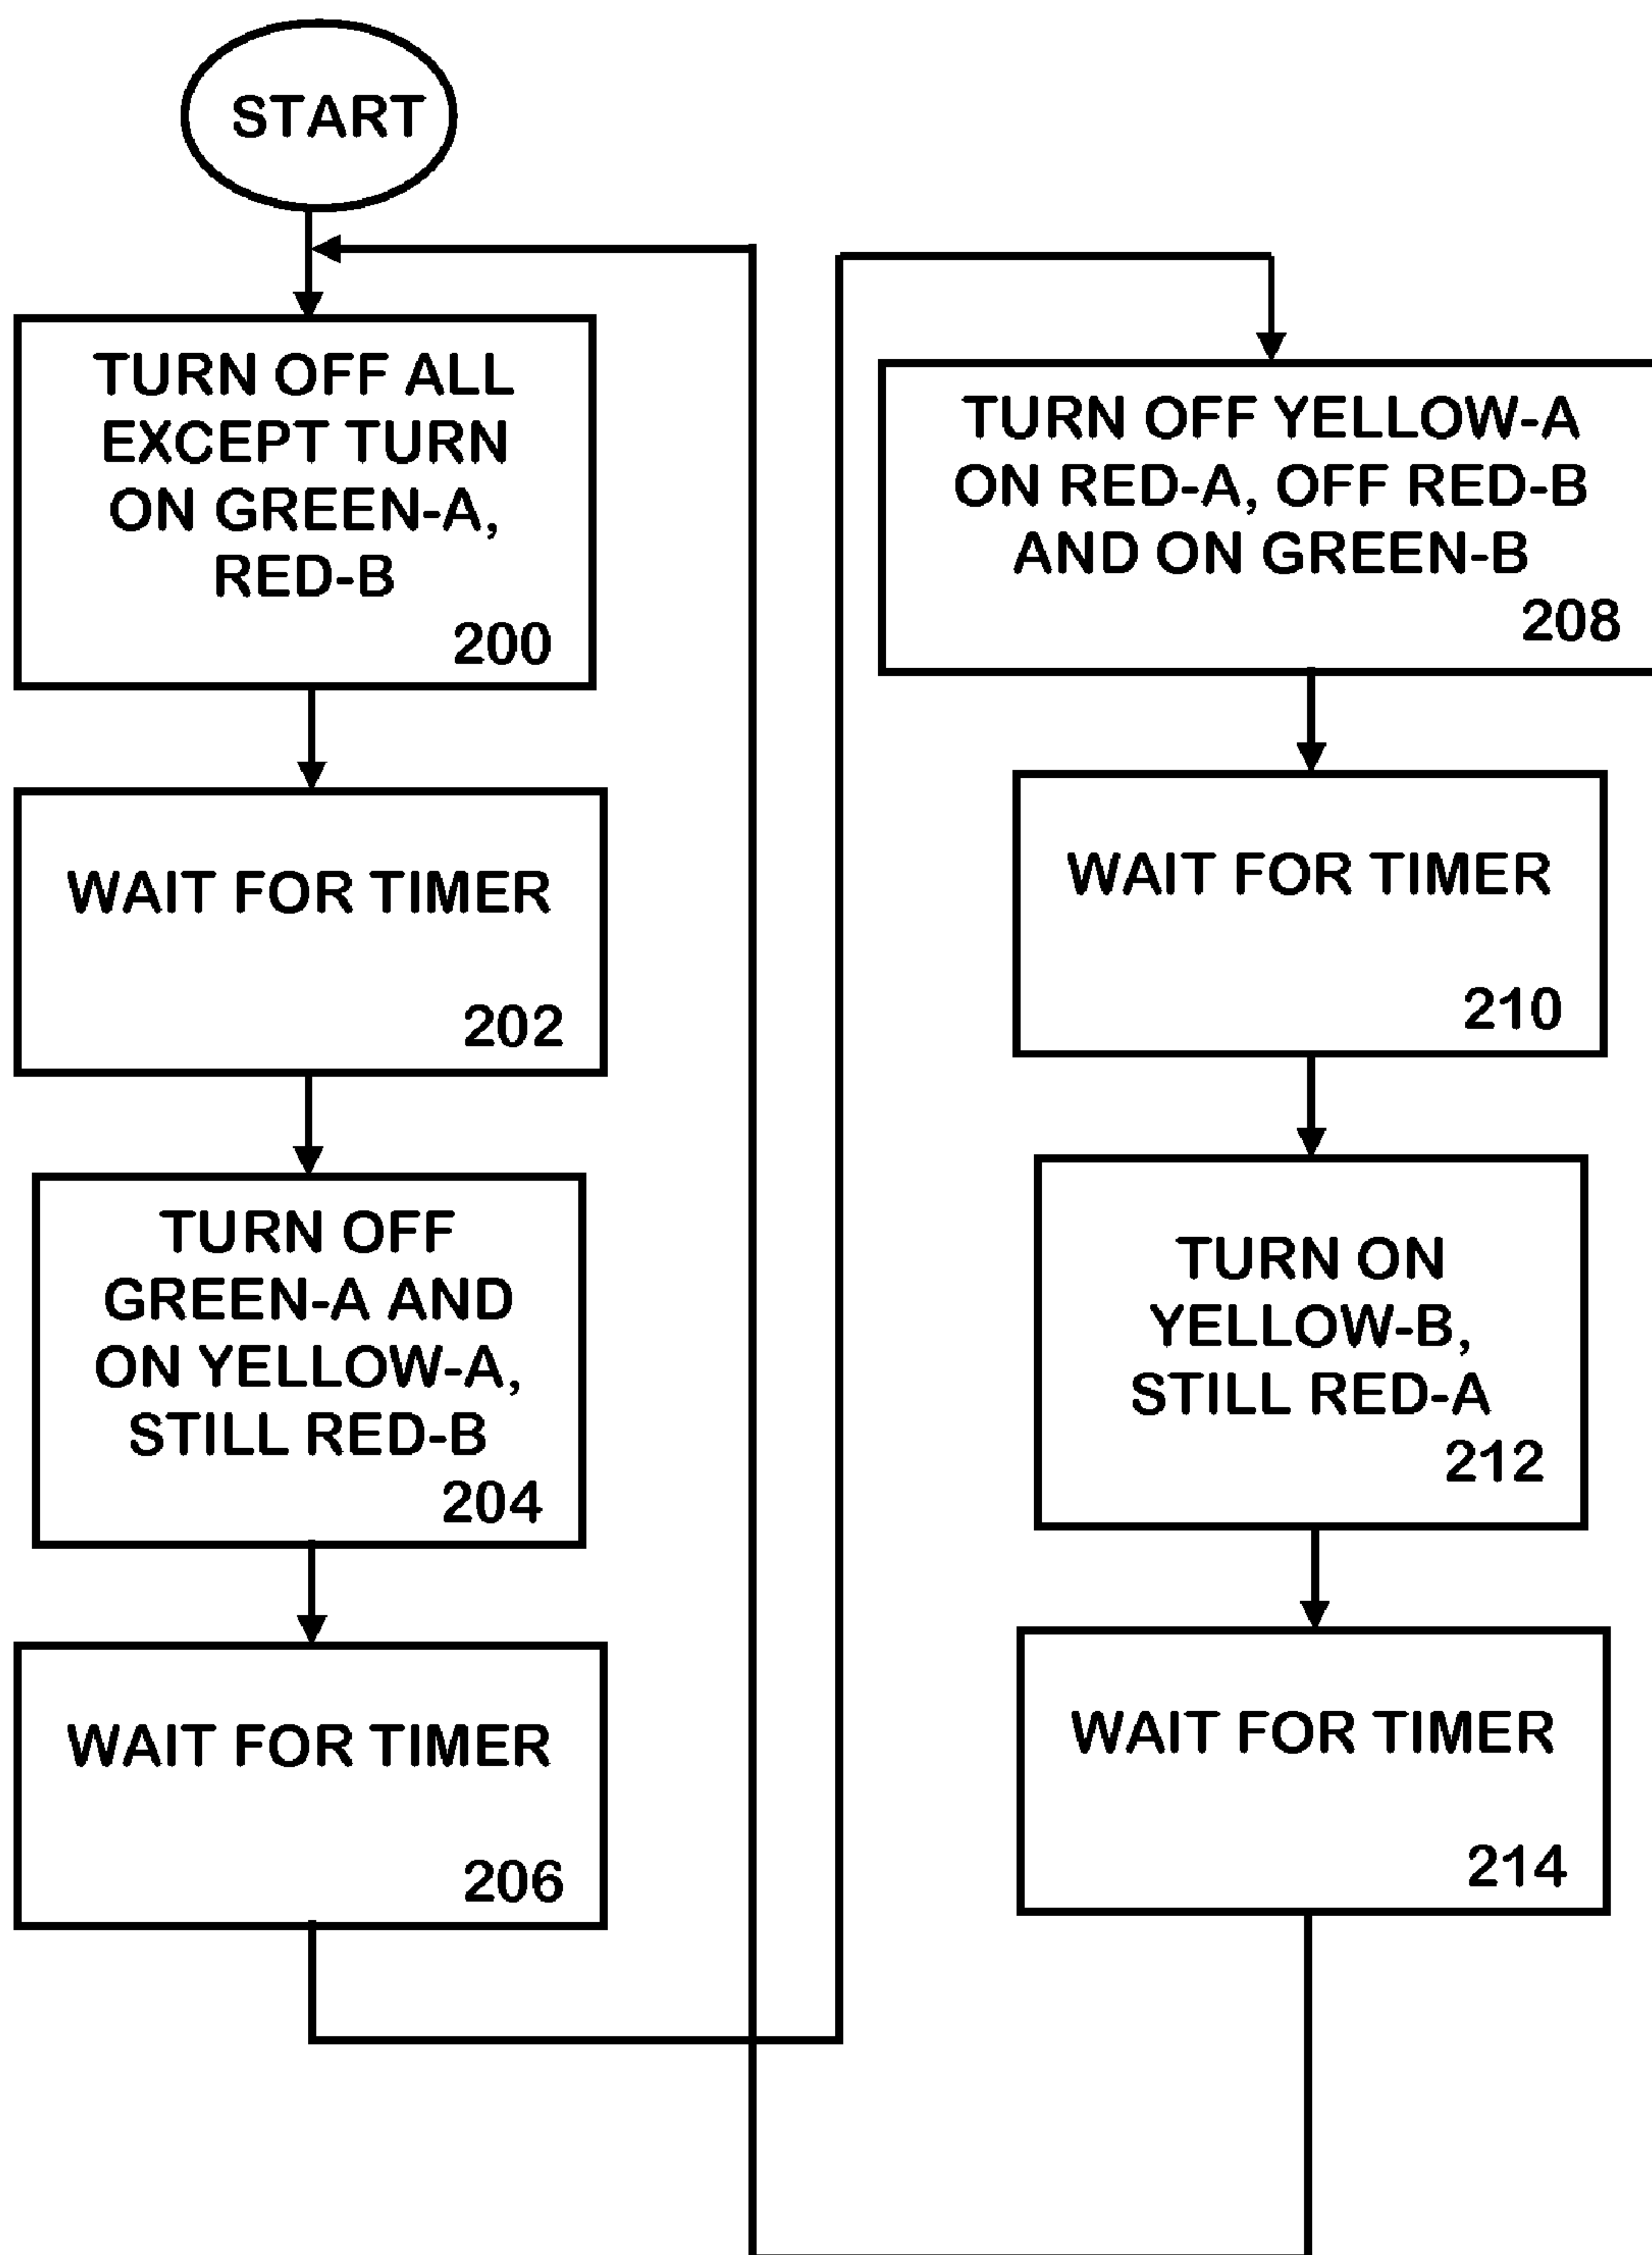 START
TURN OFF ALL
EXCEPT TURN
ON GREEN-A,
RED-B
200
WAIT FOR TIMER
202
TURN OFF
GREEN-A AND
ON YELLOW-A,
STILL RED-B
204
WAIT FOR TIMER
206
TURN OFF YELLOW-A
ON RED-A, OFF RED-B
AND ON GREEN-B
208
WAIT FOR TIMER
210
TURN ON
YELLOW-B,
STILL RED-A
212
WAIT FOR TIMER
214